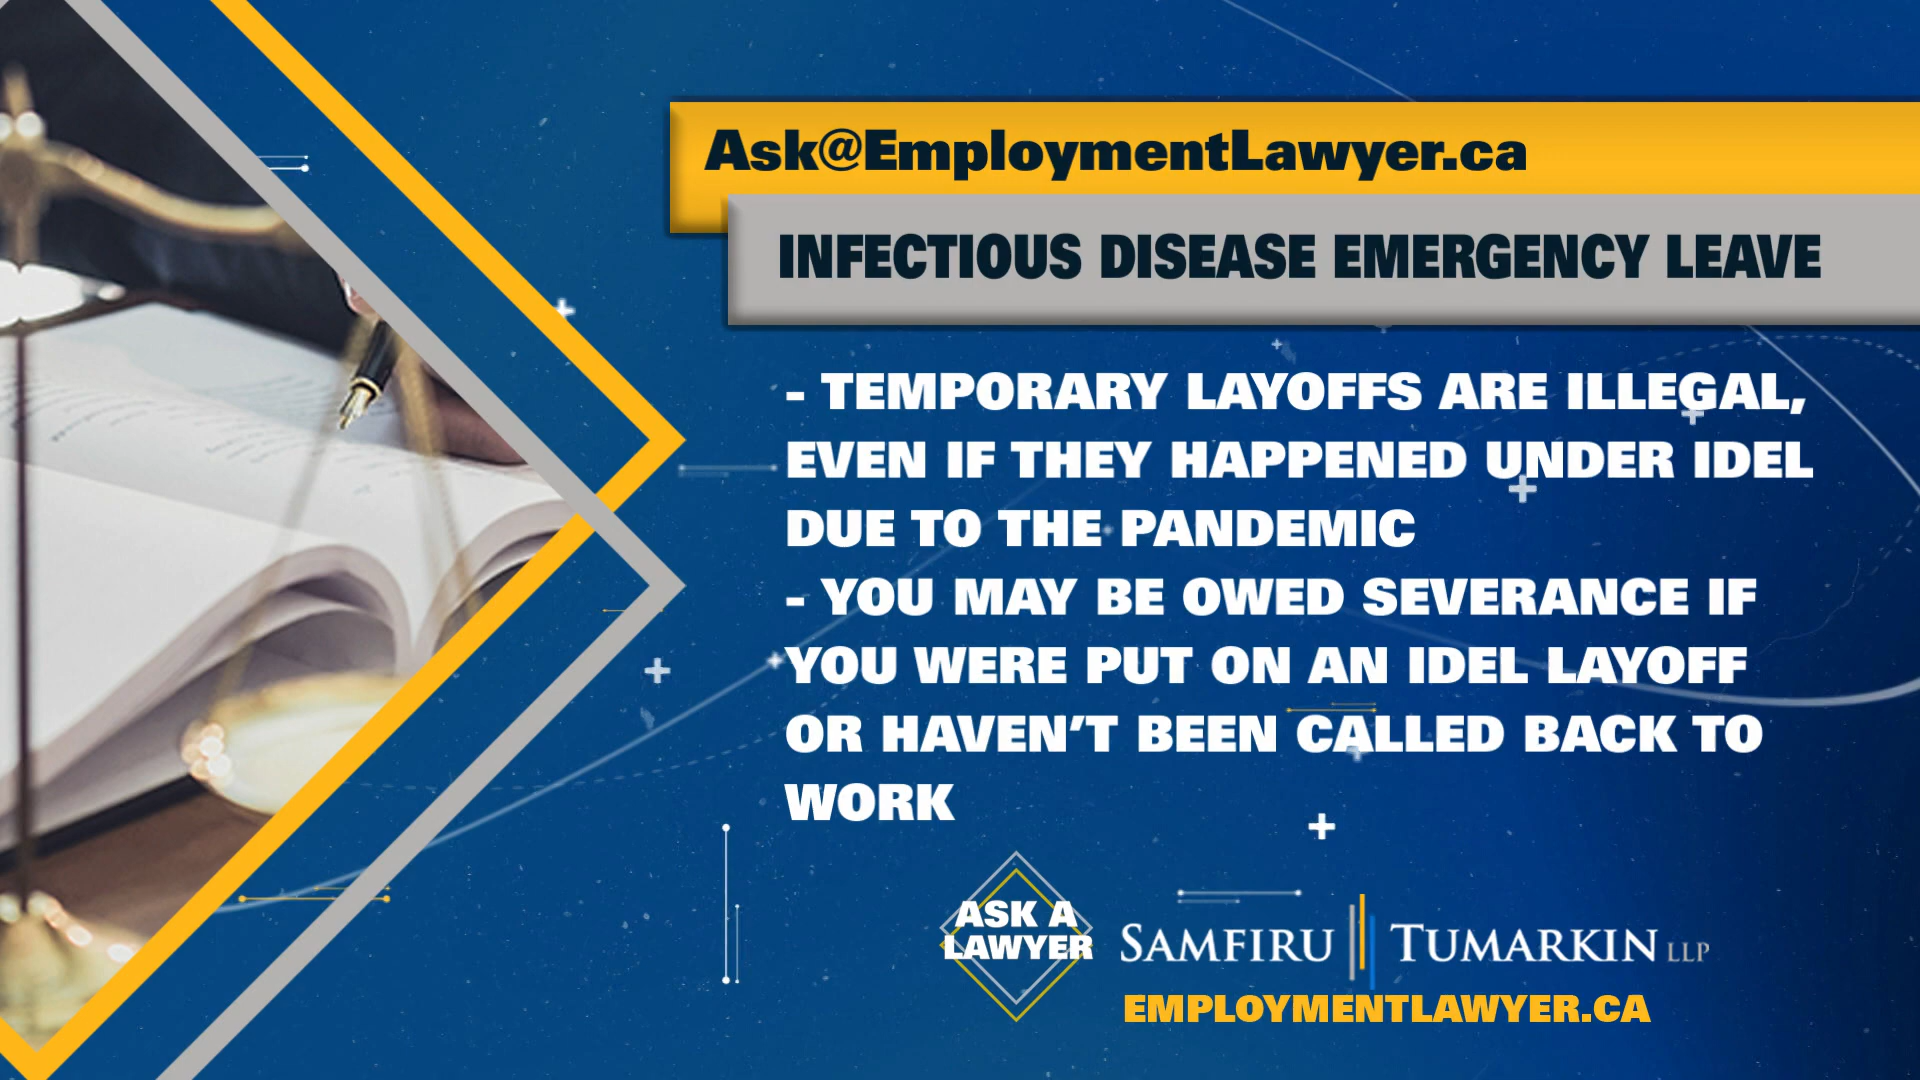 Ask@EmploymentLawyer.ca
INFECTIOUS DISEASE EMERGENCY LEAVE
- TEMPORARY LAYOFFS ARE ILLEGAL,
EVEN IF THEY HAPPENED UNDER IDEL
DUE TO THE PANDEMIC
- YOU MAY BE OWED SEVERANCE IF
YOU WERE PUT ON AN IDEL LAYOFF
OR HAVEN’T BEEN CALLED BACK TO
WORK
ASK A
LAWYER
SAMFIRU TUMARKIN LLP
EMPLOYMENTLAWYER.CA